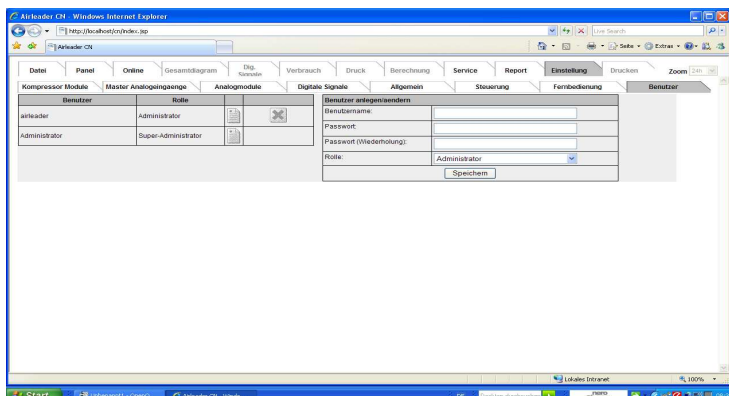 Airleader CN - Windows Internet Explorer
http://localhost/cn/index.jsp
Live Search
Airleader CN
Seite
Extras
Datei Panel Online Gesamtdiagram Dig. Signale Verbrauch Druck Berechnung Service Report Einstellung Drucken Zoom 24h
Kompressor Module Master Analogeingaenge Analogmodule Digitale Signale Allgemein Steuerung Fernbedienung Benutzer
Benutzer Rolle
airleader Administrator
Administrator Super-Administrator
Benutzer anlegen/aendern
Benutzername:
Passwort:
Passwort (Wiederholung):
Rolle: Administrator
Speichern
Lokales Intranet 100%
Start
DE